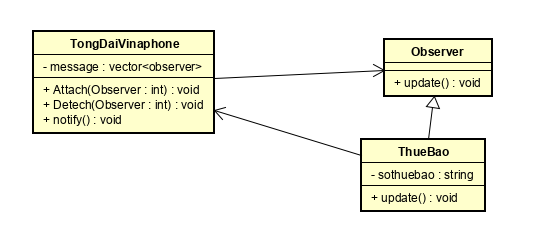 TongDaiVinaphone
- message : vector<observer>
+ Attach(Observer : int) : void
+ Detech(Observer : int) : void
+ notify() : void
Observer
+ update() : void
ThueBao
- sothuebao : string
+ update() : void